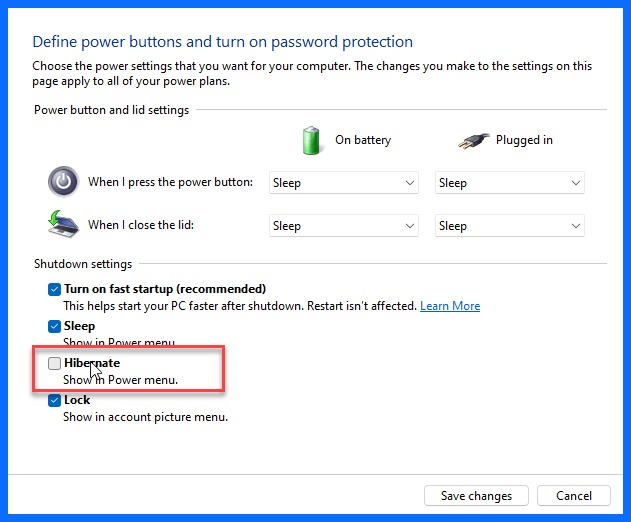 Define power buttons and turn on password protection
Choose the power settings that you want for your computer. The changes you make to the settings on this
page apply to all of your power plans.
Power button and lid settings
On battery Plugged in
When I press the power button: Sleep Sleep
When I close the lid: Sleep Sleep
Shutdown settings
Turn on fast startup (recommended)
This helps start your PC faster after shutdown. Restart isn't affected. Learn More
Sleep
Show in Power menu.
Hibernate
Show in Power menu.
Lock
Show in account picture menu.
Save changes Cancel